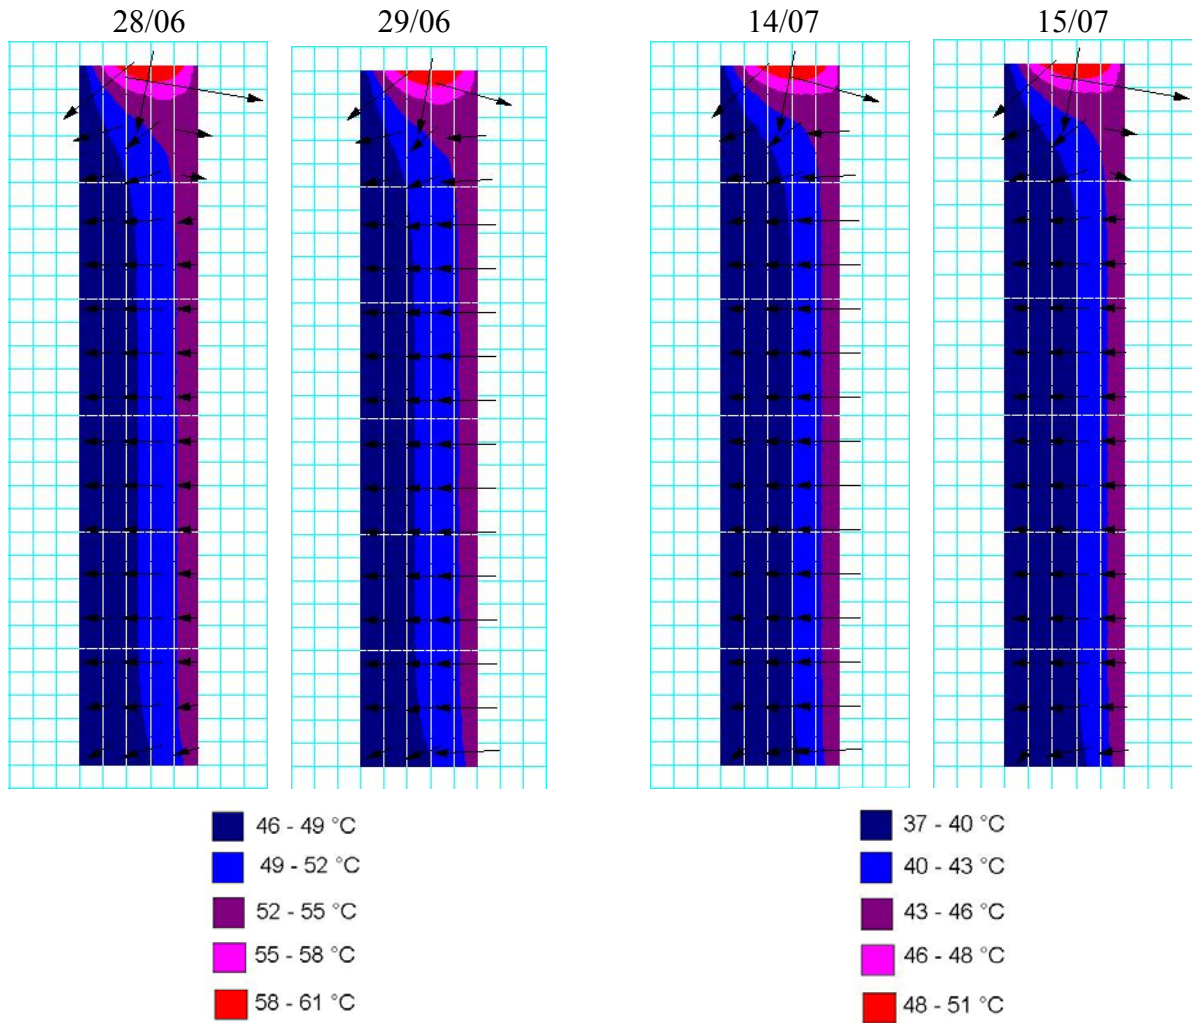 28/06 29/06 14/07 15/07
46 - 49 °C
49 - 52 °C
52 - 55 °C
55 - 58 °C
58 - 61 °C
37 - 40 °C
40 - 43 °C
43 - 46 °C
46 - 48 °C
48 - 51 °C